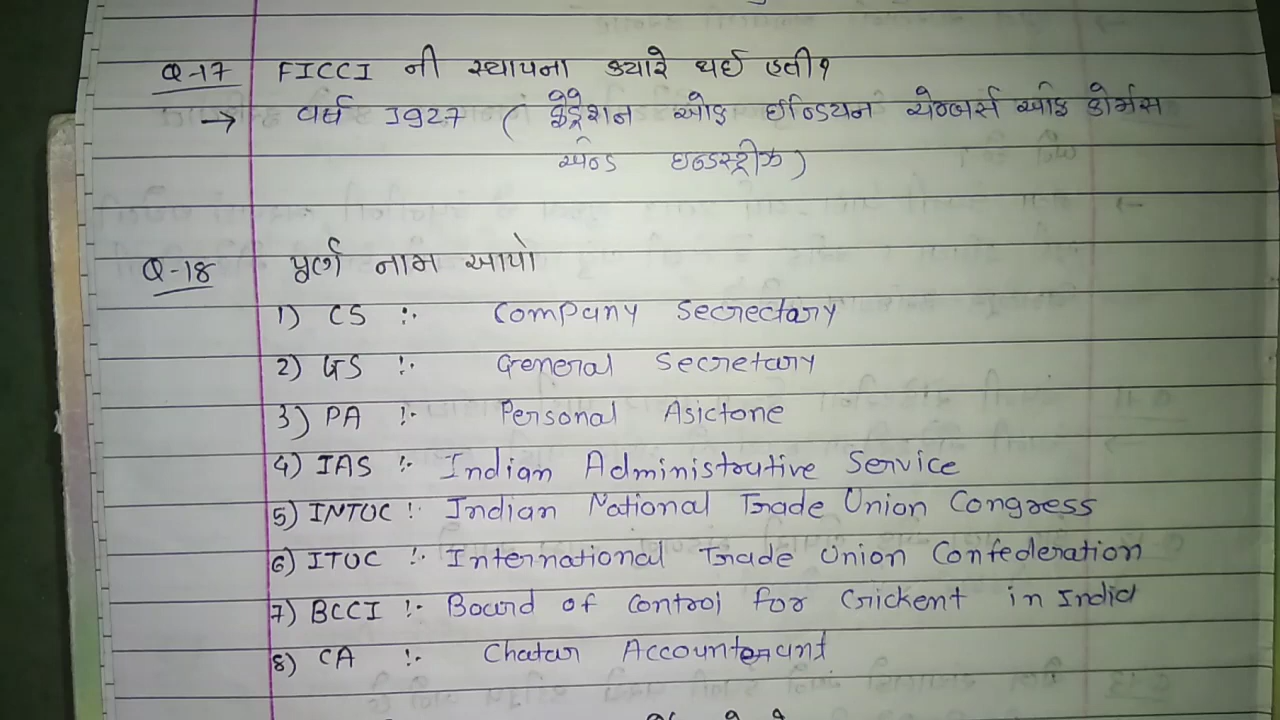 Q-17 FICCI ની સ્થાપના ક્યારે થઈ હતી?
→ વર્ષ 1927 ( ફેડ્રેશન ઓફ ઈન્ડિયન ચેમ્બર્સ ઓફ કોર્મસ
એન્ડ ઇન્ડસ્ટ્રીઝ )
Q-18 પૂર્ણ નામ આપો
1) CS :- Company Secrectary
2) GS :- General Secretary
3) PA :- Personal Asictone
4) IAS :- Indian Administrative Service
5) INTUC :- Indian National Trade Union Congress
6) ITUC :- International Trade Union Confederation
7) BCCI :- Board of Control for Crickent in India
8) CA :- Chatar